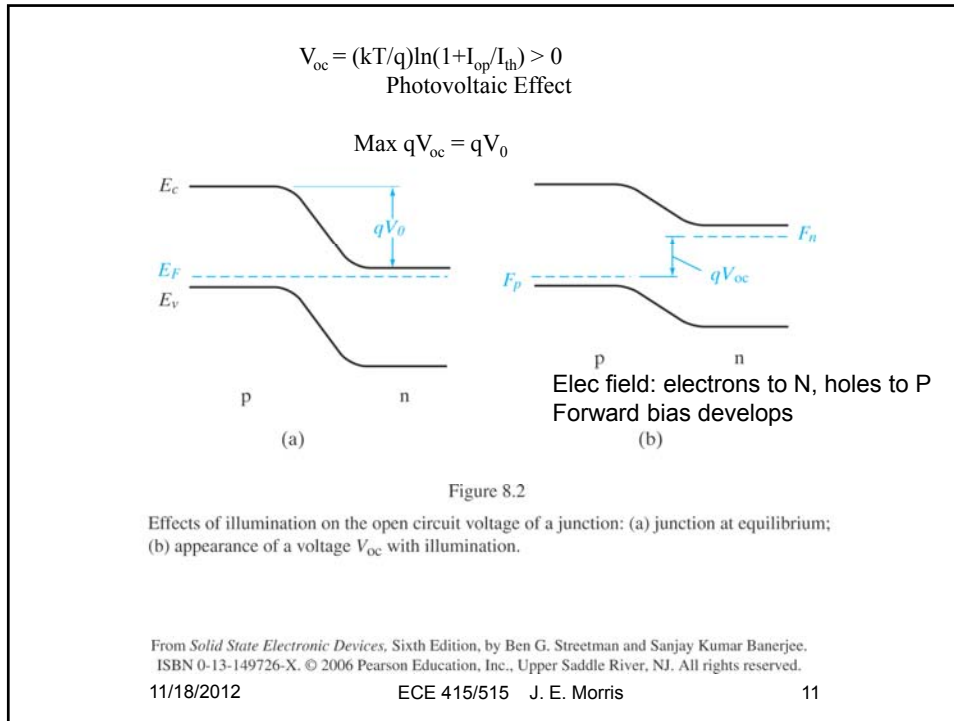 Voc = (kT/q)ln(1+Iop/Ith) > 0
Photovoltaic Effect
Max qVoc = qV0
Ec
qV0
EF
Ev
p
n
(a)
Fn
qVoc
Fp
p
n
Elec field: electrons to N, holes to P
Forward bias develops
(b)
Figure 8.2
Effects of illumination on the open circuit voltage of a junction: (a) junction at equilibrium;
(b) appearance of a voltage Voc with illumination.
From Solid State Electronic Devices, Sixth Edition, by Ben G. Streetman and Sanjay Kumar Banerjee.
ISBN 0-13-149726-X. © 2006 Pearson Education, Inc., Upper Saddle River, NJ. All rights reserved.
11/18/2012
ECE 415/515 J. E. Morris
11